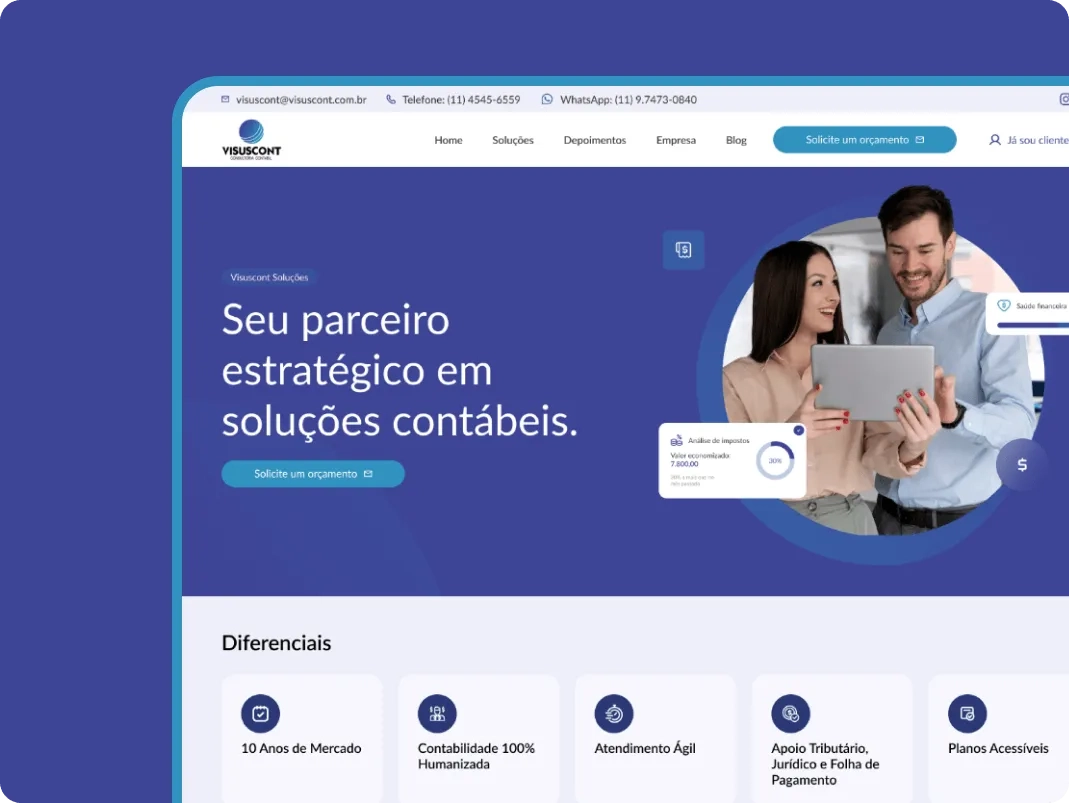 visuscont@visuscont.com.br
Telefone: (11) 4545-6559
WhatsApp: (11) 9.7473-0840
VISUSCONT
CONSULTORIA CONTÁBIL
Home
Soluções
Depoimentos
Empresa
Blog
Solicite um orçamento
Já sou cliente
Visuscont Soluções
Seu parceiro
estratégico em
soluções contábeis.
Solicite um orçamento
$
Saúde financeira
Análise de impostos
Valor economizado:
7.800,00
30%
$
Diferenciais
10 Anos de Mercado
Contabilidade 100%
Humanizada
Atendimento Ágil
Apoio Tributário,
Jurídico e Folha de
Pagamento
Planos Acessíveis